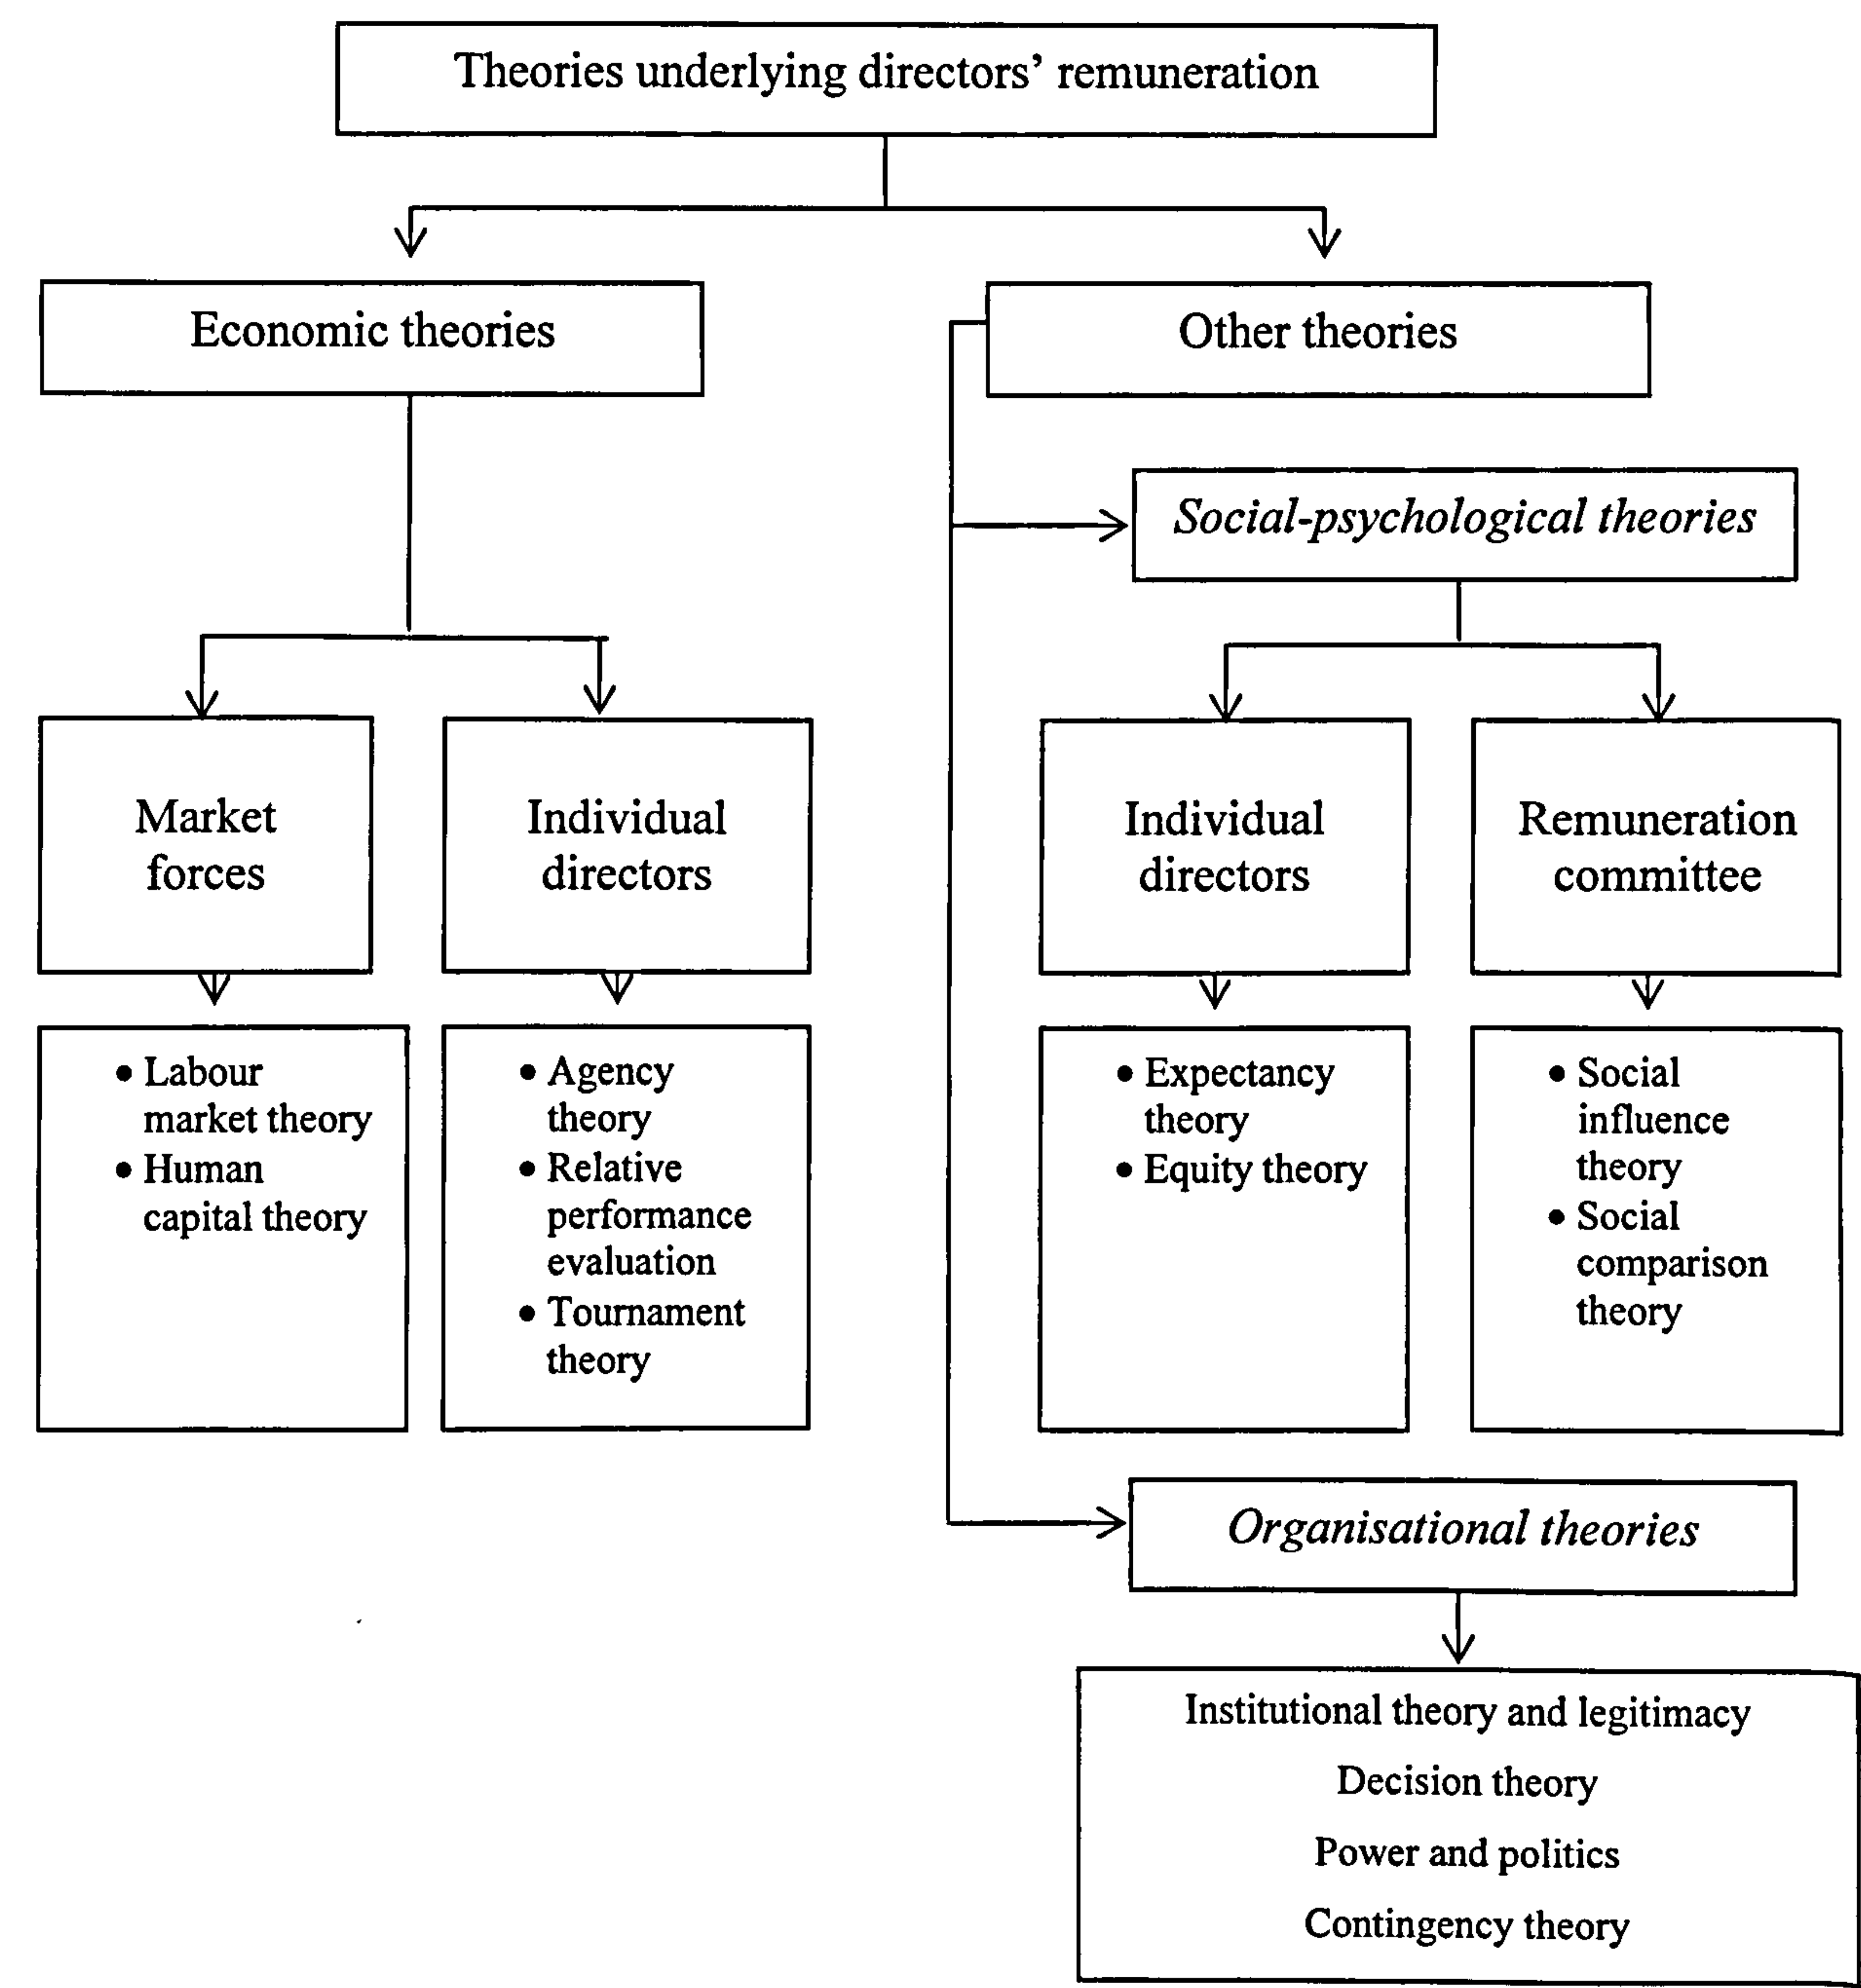 Theories underlying directors' remuneration
Economic theories
Other theories
Social-psychological theories
Market
forces
Individual
directors
Individual
directors
Remuneration
committee
• Labour
market theory
• Human
capital theory
• Agency
theory
• Relative
performance
evaluation
• Tournament
theory
• Expectancy
theory
• Equity theory
• Social
influence
theory
• Social
comparison
theory
Organisational theories
Institutional theory and legitimacy
Decision theory
Power and politics
Contingency theory